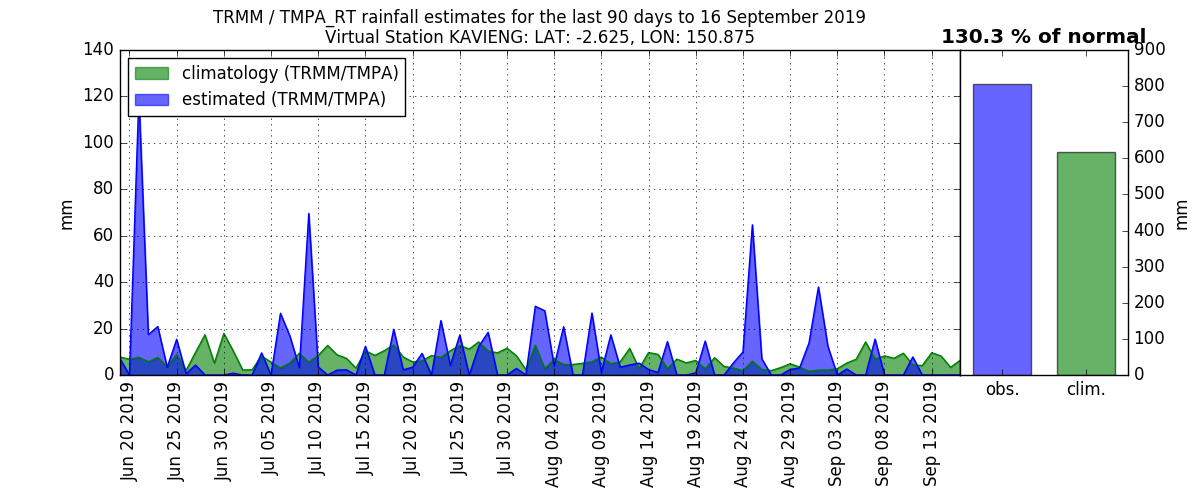 TRMM / TMPA_RT rainfall estimates for the last 90 days to 16 September 2019
Virtual Station KAVIENG: LAT: -2.625, LON: 150.875
130.3 % of normal
climatology (TRMM/TMPA)
estimated (TRMM/TMPA)
140
120
100
80
60
40
20
0
mm
Jun 20 2019
Jun 25 2019
Jun 30 2019
Jul 05 2019
Jul 10 2019
Jul 15 2019
Jul 20 2019
Jul 25 2019
Jul 30 2019
Aug 04 2019
Aug 09 2019
Aug 14 2019
Aug 19 2019
Aug 24 2019
Aug 29 2019
Sep 03 2019
Sep 08 2019
Sep 13 2019
obs.
clim.
900
800
700
600
500
400
300
200
100
0
mm